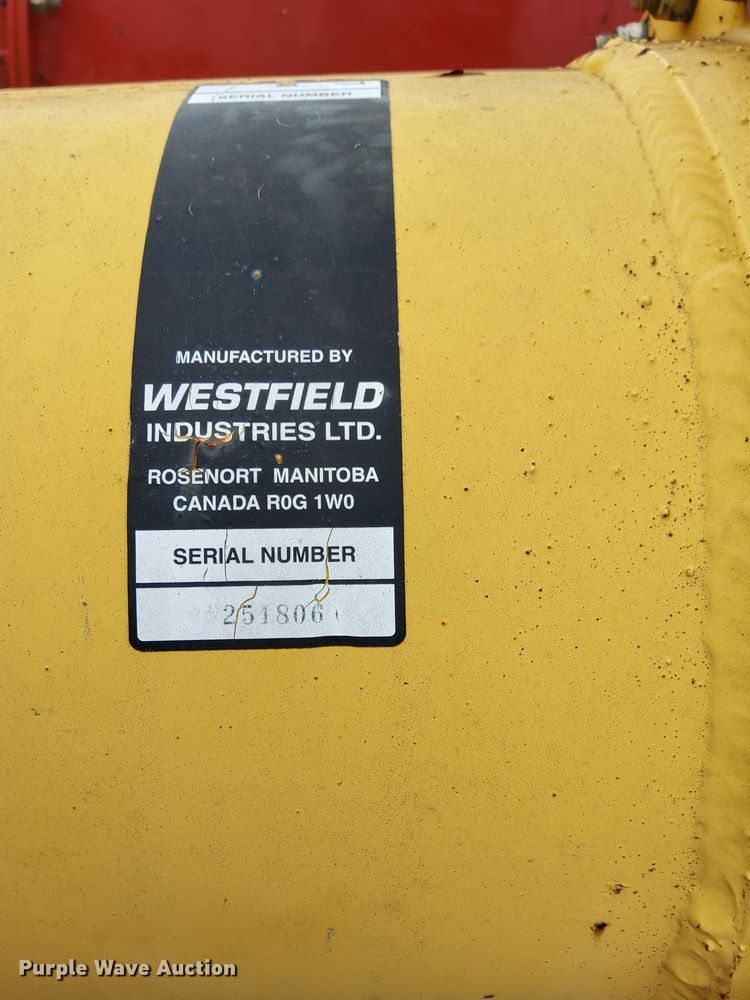 SERIAL NUMBER
MANUFACTURED BY
WESTFIELD
INDUSTRIES LTD.
ROSENORT MANITOBA
CANADA R0G 1W0
SERIAL NUMBER
251806
Purple Wave Auction